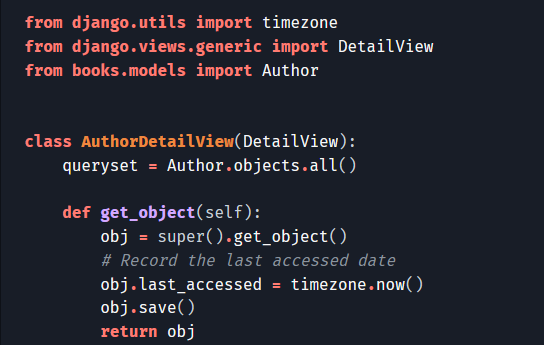 from django.utils import timezone
from django.views.generic import DetailView
from books.models import Author
class AuthorDetailView(DetailView):
    queryset = Author.objects.all()
    def get_object(self):
        obj = super().get_object()
        # Record the last accessed date
        obj.last_accessed = timezone.now()
        obj.save()
        return obj